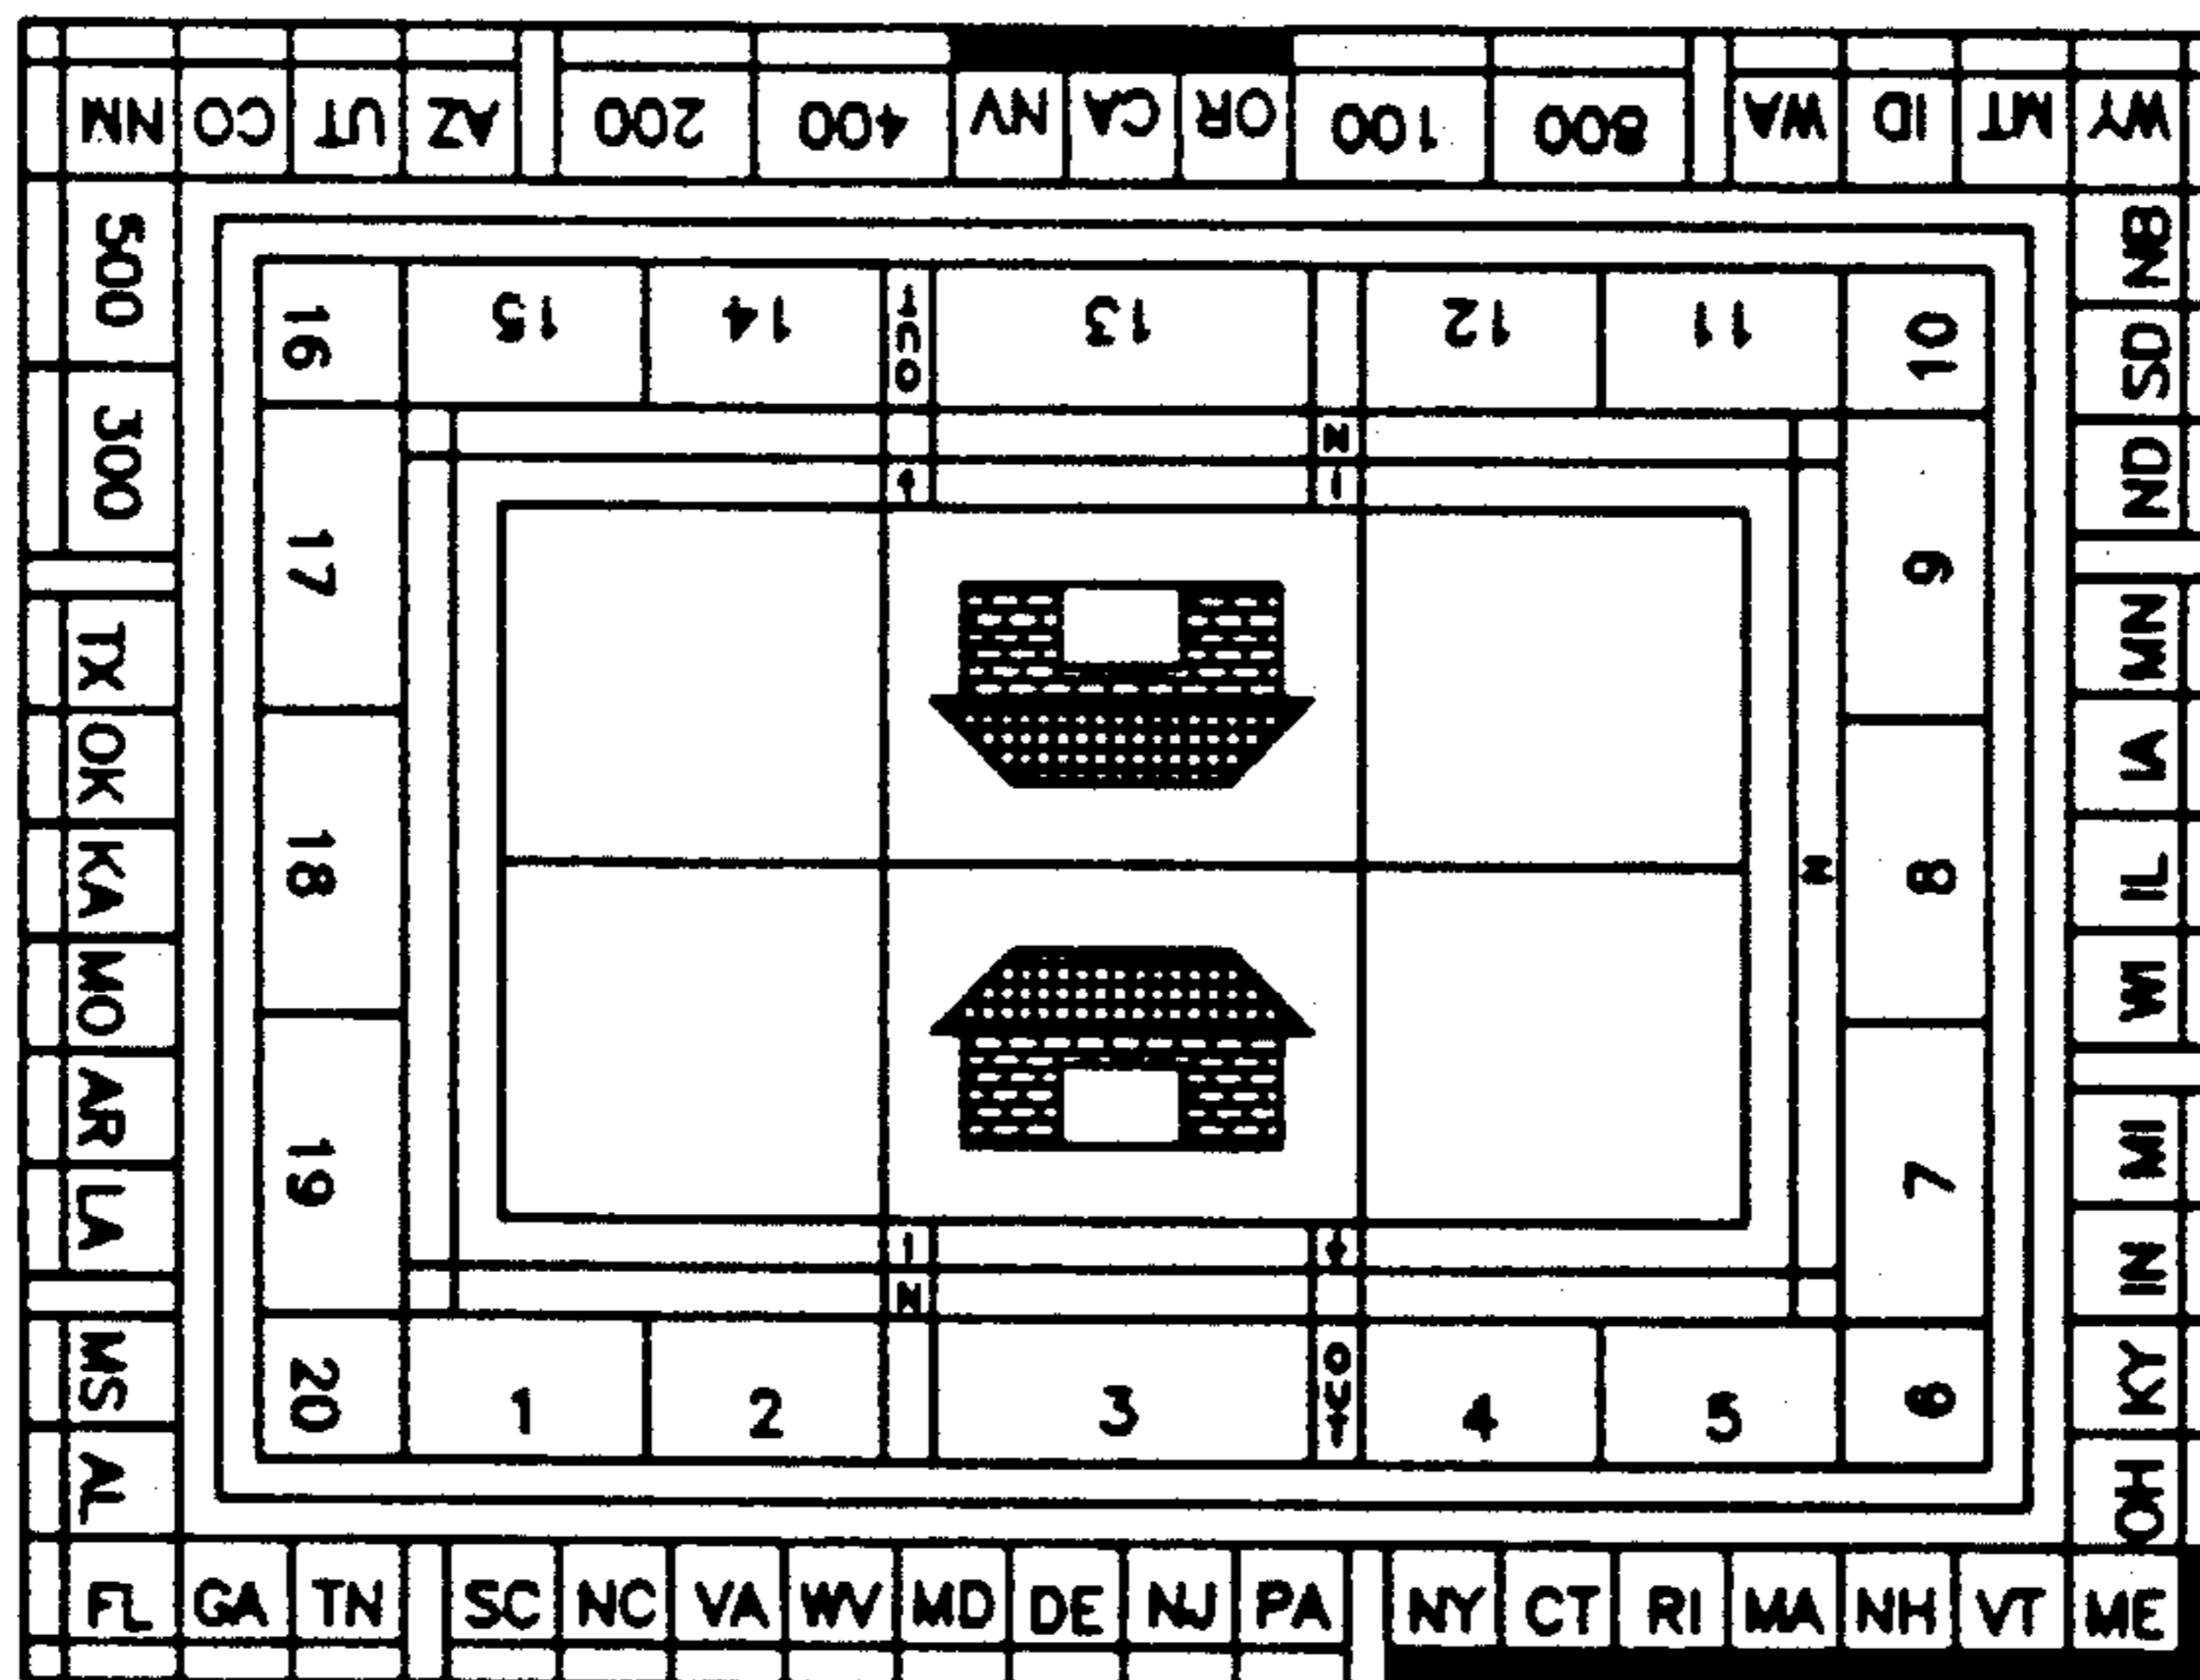 NM CO UT AZ 200 400 NV CA OR 100 800 WA ID MT WY
500
300
TX
OK
KA
MO
AR
LA
MS
AL
NB
SD
ND
MN
IA
IL
WI
MI
IN
KY
OH
16 15 14 OUT 13 IN 12 11 10
17
18
19
9
8
7
N
20 1 2 IN 3 OUT 4 5 6
FL GA TN SC NC VA WV MD DE NJ PA NY CT RI MA NH VT ME